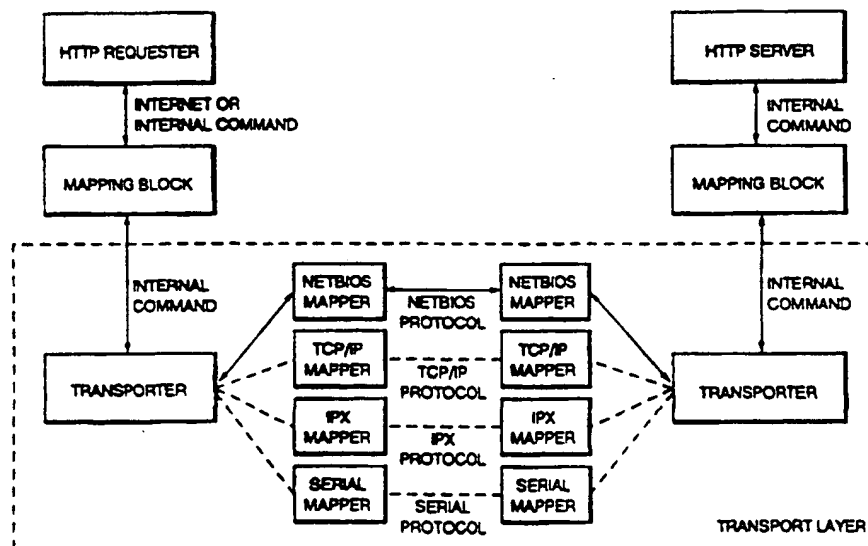 HTTP REQUESTER
HTTP SERVER
INTERNET OR
INTERNAL COMMAND
INTERNAL
COMMAND
MAPPING BLOCK
MAPPING BLOCK
INTERNAL
COMMAND
NETBIOS
MAPPER
NETBIOS
PROTOCOL
NETBIOS
MAPPER
INTERNAL
COMMAND
TRANSPORTER
TCP/IP
MAPPER
TCP/IP
PROTOCOL
TCP/IP
MAPPER
TRANSPORTER
IPX
MAPPER
IPX
PROTOCOL
IPX
MAPPER
SERIAL
MAPPER
SERIAL
PROTOCOL
SERIAL
MAPPER
TRANSPORT LAYER